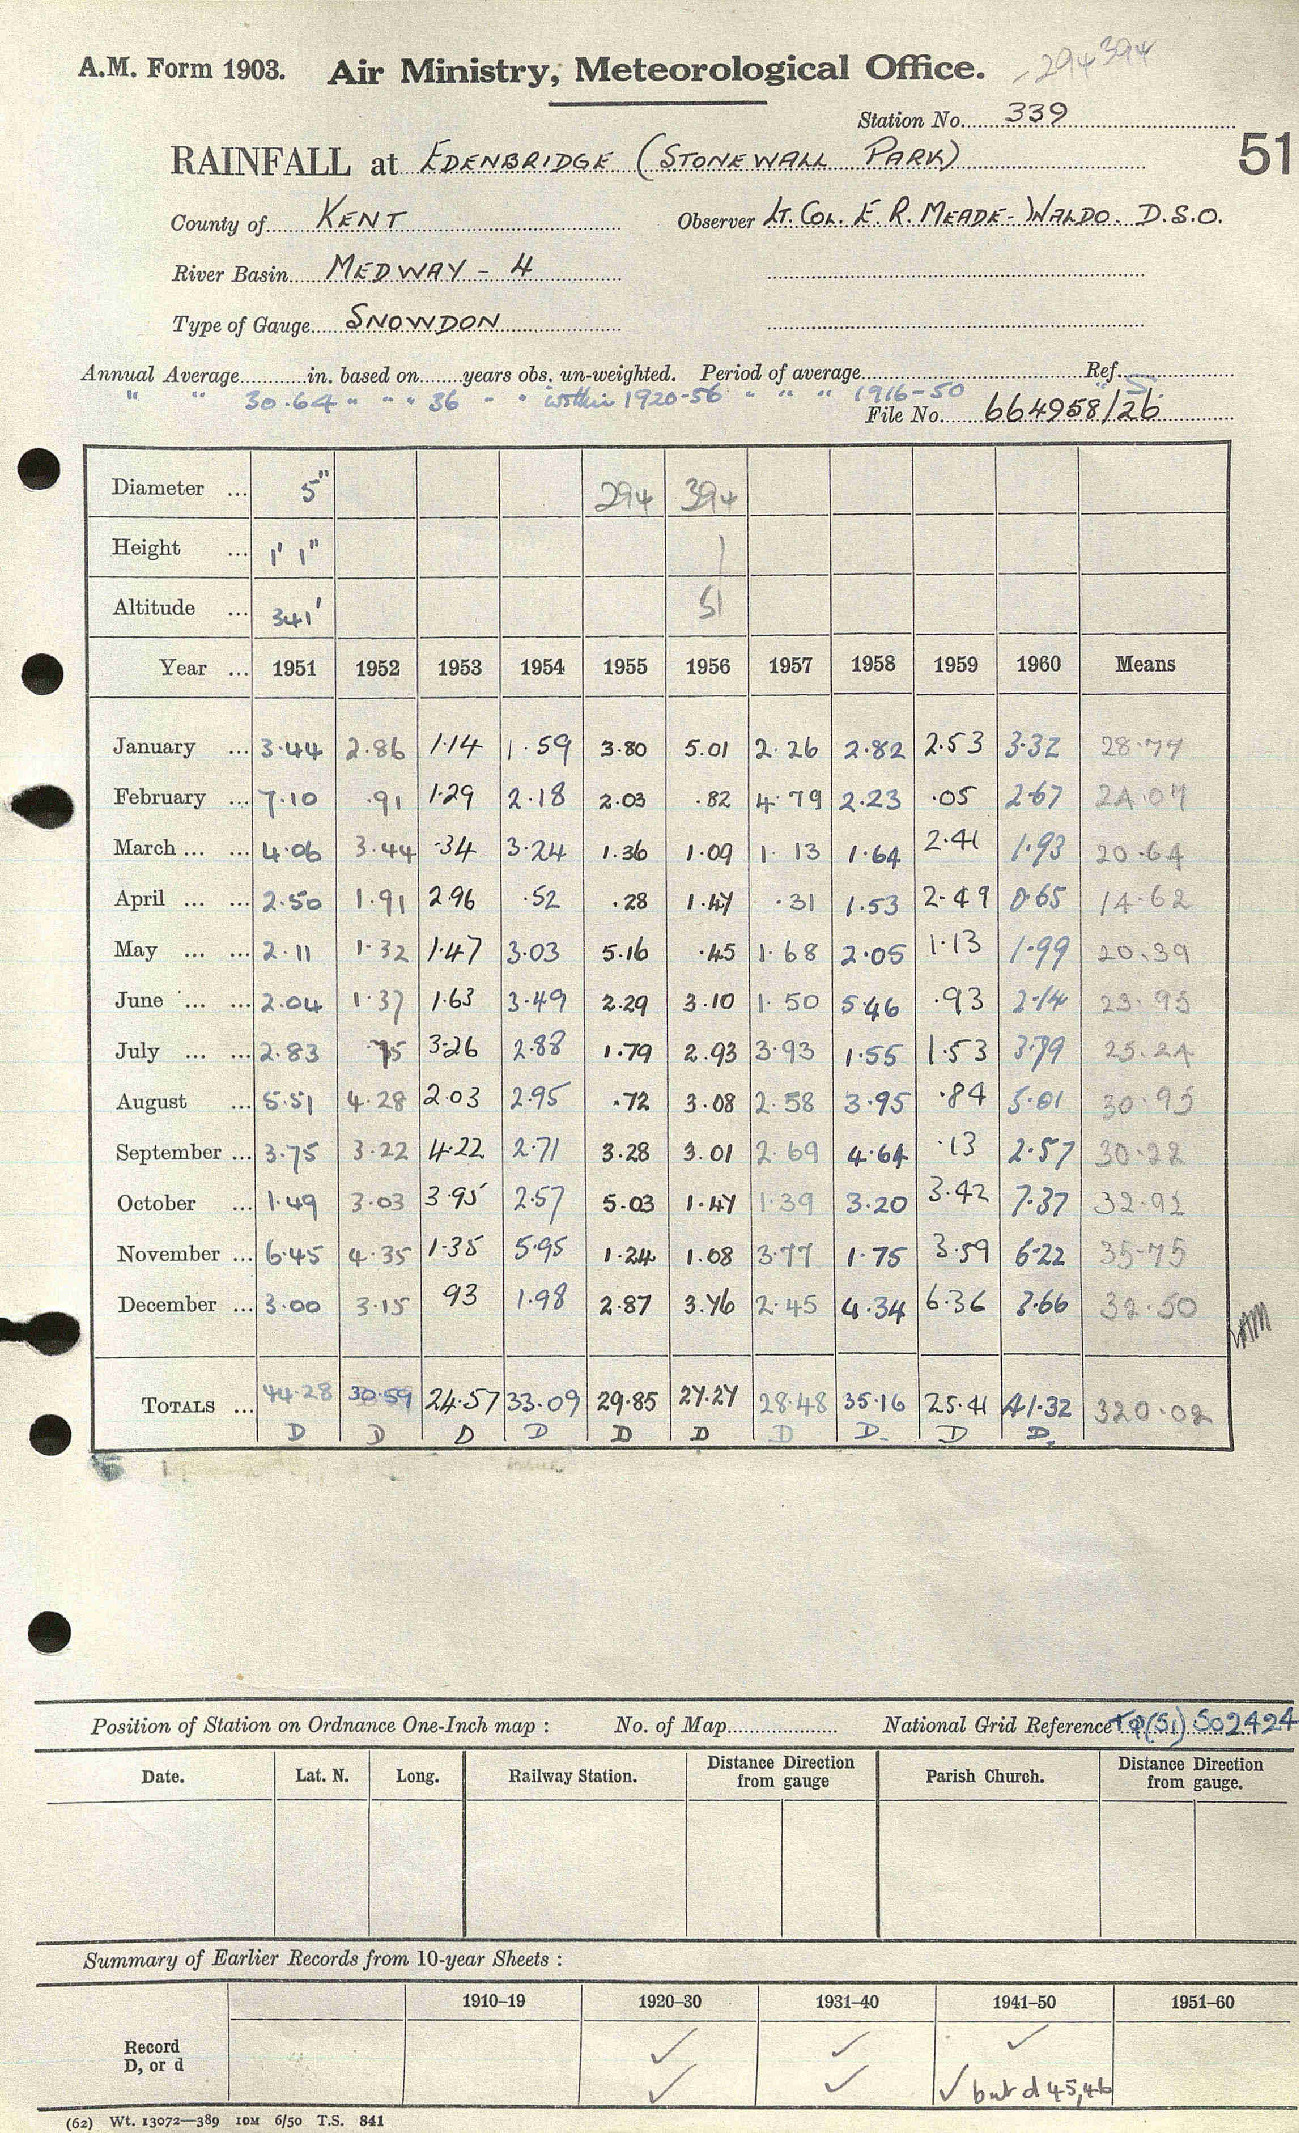 294 394
A.M. Form 1903. Air Ministry, Meteorological Office.
Station No. 339
51
RAINFALL at EDENBRIDGE (STONEWALL PARK)
County of KENT Observer LT. COL. E. R. MEADE-WALDO. D.S.O.
River Basin MEDWAY - 4
Type of Gauge SNOWDON
Annual Average in. based on years obs. un-weighted. Period of average Ref.
" " 30.64 " " " 36 " " within 1920-56 " " " 1916-50 " S.
File No. 664958/26
Diameter ... 5" 294 394
Height ... 1' 1" 1
Altitude ... 341' 51
Year ... 1951 1952 1953 1954 1955 1956 1957 1958 1959 1960 Means
January ... 3.44 2.86 1.14 1.59 3.80 5.01 2.26 2.82 2.53 3.32 28.77
February ... 7.10 .91 1.29 2.18 2.03 .82 4.79 2.23 .05 2.67 24.07
March ... ... 4.06 3.44 .34 3.24 1.36 1.09 1.13 1.64 2.41 1.93 20.64
April ... ... 2.50 1.91 2.96 .52 .28 1.47 .31 1.53 2.49 0.65 14.62
May ... ... 2.11 1.32 1.47 3.03 5.16 .45 1.68 2.05 1.13 1.99 20.39
June ... ... 2.04 1.37 1.63 3.49 2.29 3.10 1.50 5.46 .93 2.14 23.95
July ... ... 2.83 .75 3.26 2.88 1.79 2.93 3.93 1.55 1.53 3.79 25.24
August ... 5.51 4.28 2.03 2.95 .72 3.08 2.58 3.95 .84 5.01 30.95
September ... 3.75 3.22 4.22 2.71 3.28 3.01 2.69 4.64 .13 2.57 30.22
October ... 1.49 3.03 3.95 2.57 5.03 1.47 1.39 3.20 3.42 7.37 32.92
November ... 6.45 4.35 1.35 5.95 1.24 1.08 3.77 1.75 3.59 6.22 35.75
December ... 3.00 3.15 93 1.98 2.87 3.76 2.45 4.34 6.36 3.66 32.50
TOTALS ... 44.28 30.59 24.57 33.09 29.85 27.27 28.48 35.16 25.41 41.32 320.02
D D D D D D D D. D D.
Position of Station on Ordnance One-Inch map : No. of Map National Grid Reference TQ(51) 502424
Date. Lat. N. Long. Railway Station. Distance from gauge Direction Parish Church. Distance from gauge. Direction
Summary of Earlier Records from 10-year Sheets :
1910-19 1920-30 1931-40 1941-50 1951-60
Record ✓ ✓ ✓
D, or d ✓ ✓ ✓ but d 45,46
(62) Wt. 13072—389 10M 6/50 T.S. 841